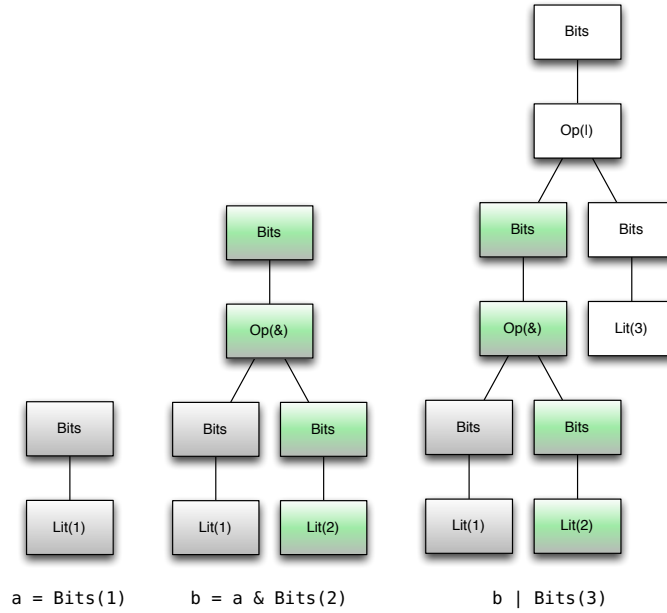 Bits
Op(|)
Bits
Bits
Bits
Op(&)
Op(&)
Lit(3)
Bits
Bits
Bits
Bits
Bits
Lit(1)
Lit(1)
Lit(2)
Lit(1)
Lit(2)
a = Bits(1)
b = a & Bits(2)
b | Bits(3)